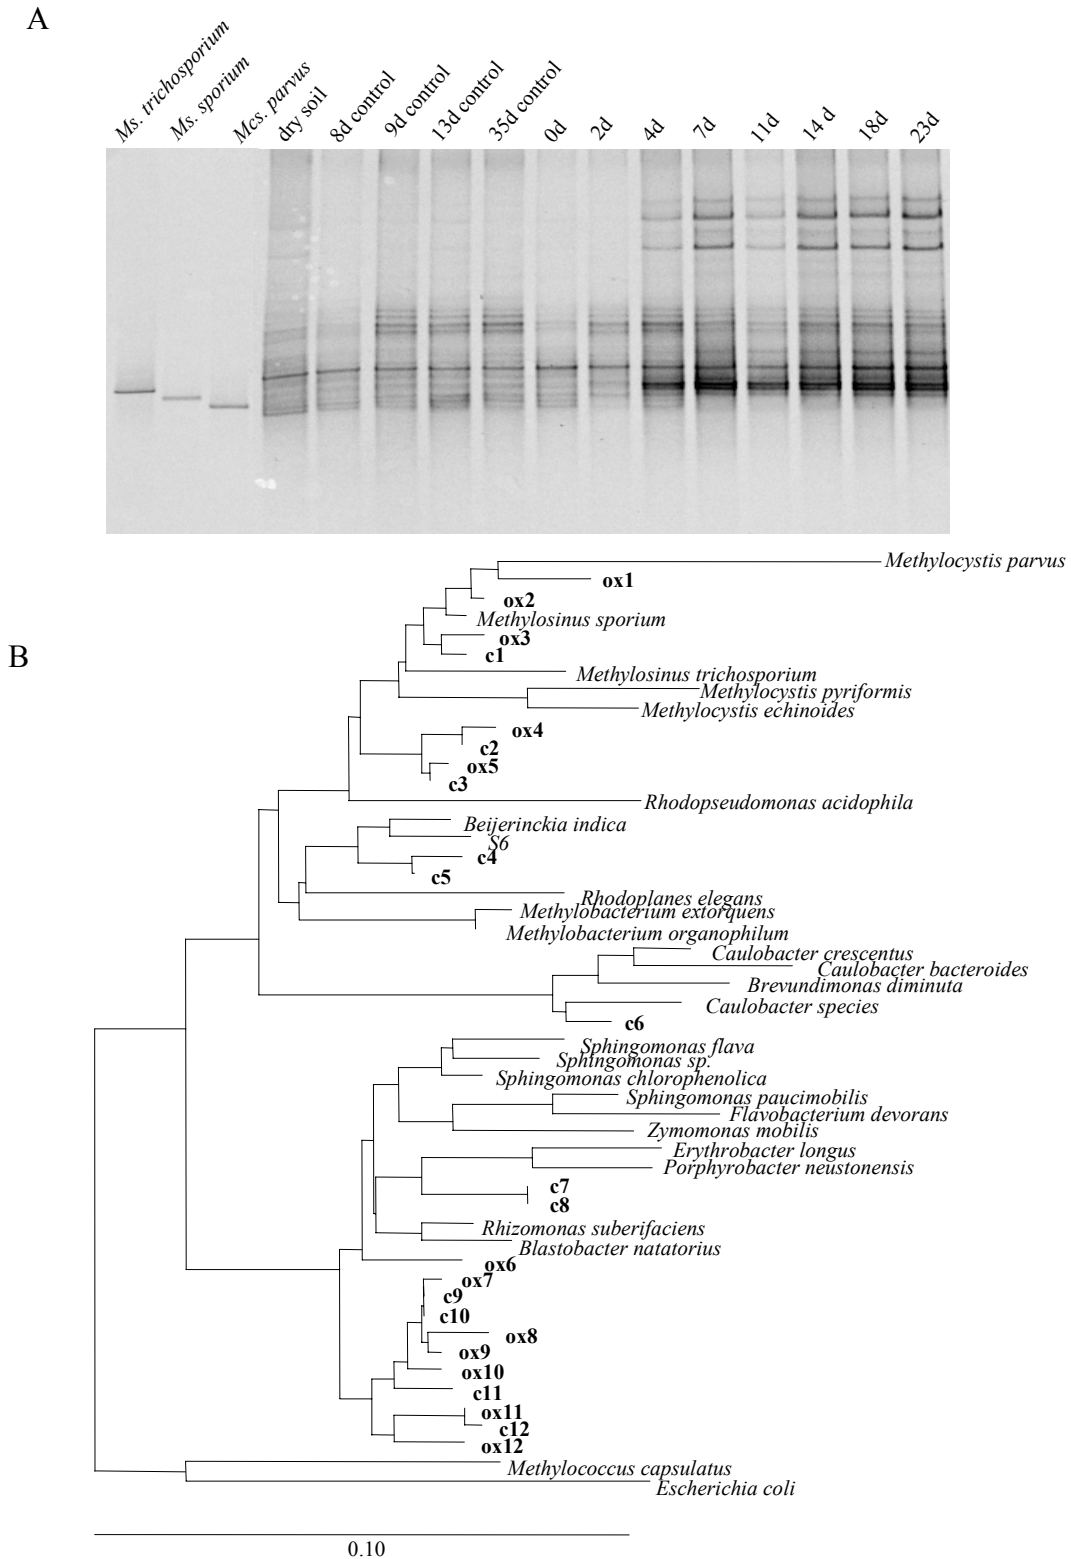 A
Ms. trichosporium
Ms. sporium
Mcs. parvus
dry soil
8d control
9d control
13d control
35d control
0d
2d
4d
7d
11d
14 d
18d
23d
B
Methylocystis parvus
ox1
ox2
Methylosinus sporium
ox3
c1
Methylosinus trichosporium
Methylocystis pyriformis
Methylocystis echinoides
ox4
c2
ox5
c3
Rhodopseudomonas acidophila
Beijerinckia indica
S6
c4
c5
Rhodoplanes elegans
Methylobacterium extorquens
Methylobacterium organophilum
Caulobacter crescentus
Caulobacter bacteroides
Brevundimonas diminuta
Caulobacter species
c6
Sphingomonas flava
Sphingomonas sp.
Sphingomonas chlorophenolica
Sphingomonas paucimobilis
Flavobacterium devorans
Zymomonas mobilis
Erythrobacter longus
Porphyrobacter neustonensis
c7
c8
Rhizomonas suberifaciens
Blastobacter natatorius
ox6
ox7
c9
c10
ox8
ox9
ox10
c11
ox11
c12
ox12
Methylococcus capsulatus
Escherichia coli
0.10